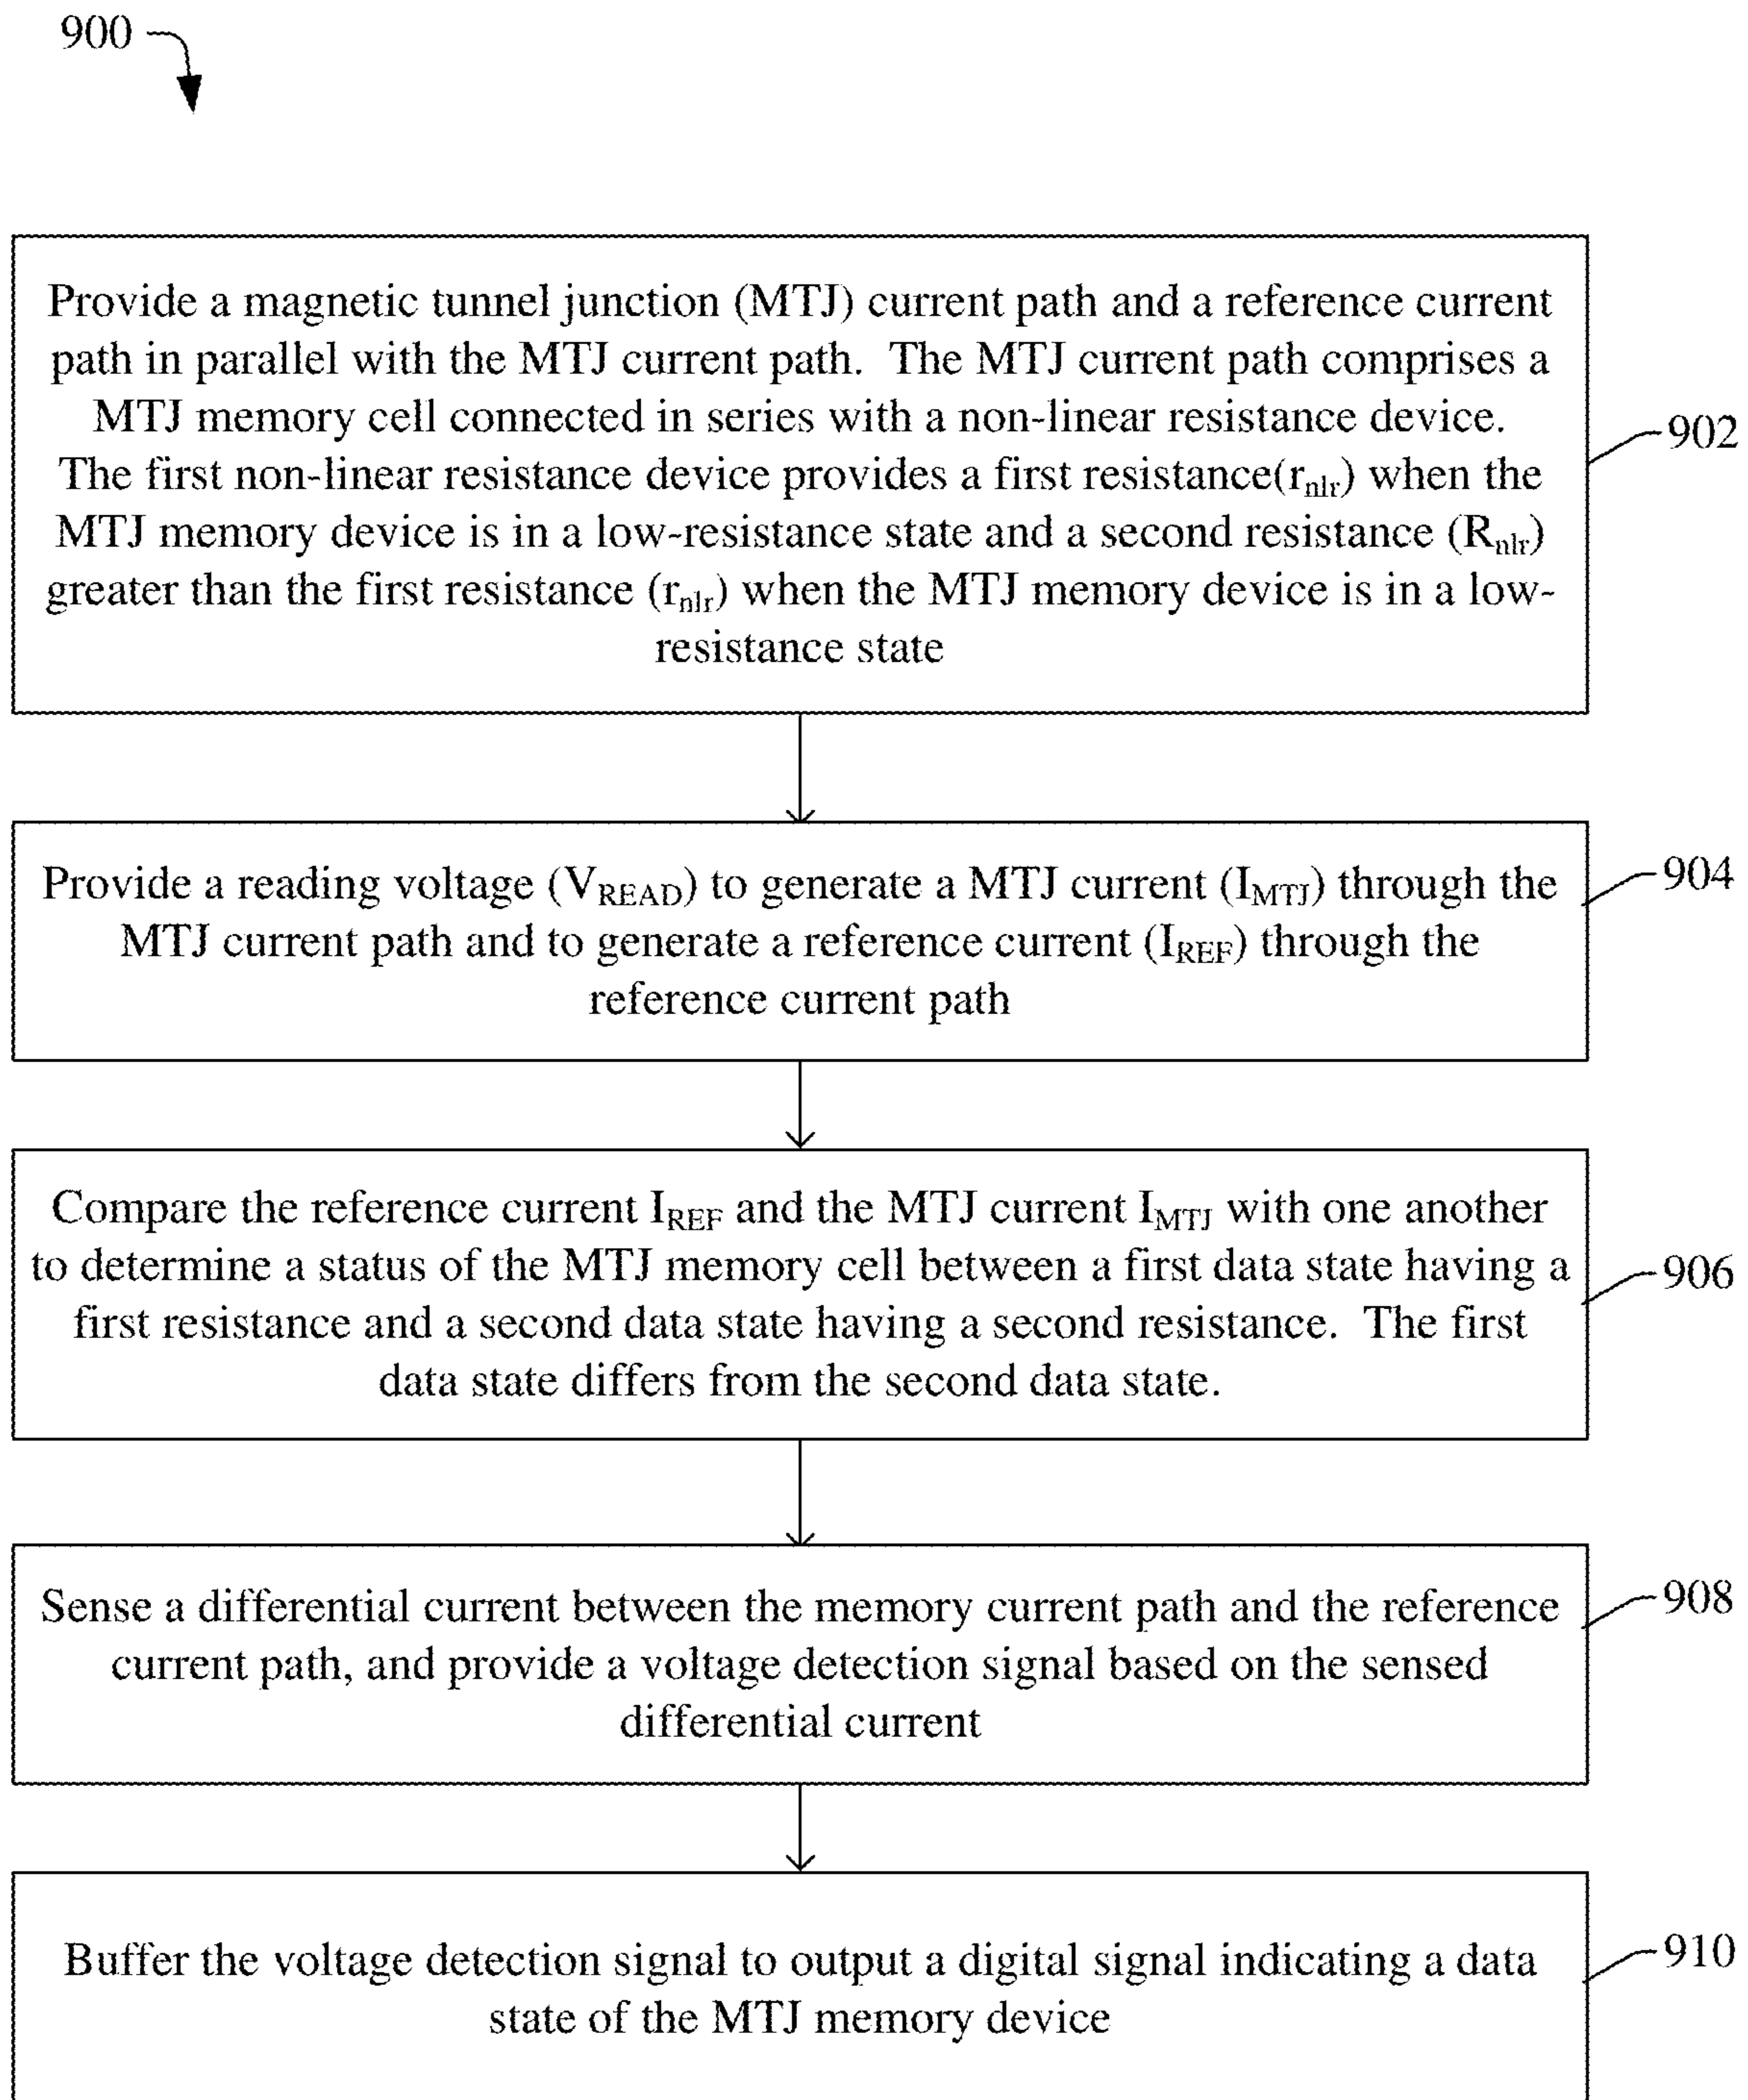 900
Provide a magnetic tunnel junction (MTJ) current path and a reference current
path in parallel with the MTJ current path.  The MTJ current path comprises a
MTJ memory cell connected in series with a non-linear resistance device.
The first non-linear resistance device provides a first resistance(rnlr) when the
MTJ memory device is in a low-resistance state and a second resistance (Rnlr)
greater than the first resistance (rnlr) when the MTJ memory device is in a low-
resistance state
902
Provide a reading voltage (VREAD) to generate a MTJ current (IMTJ) through the
MTJ current path and to generate a reference current (IREF) through the
reference current path
904
Compare the reference current IREF and the MTJ current IMTJ with one another
to determine a status of the MTJ memory cell between a first data state having a
first resistance and a second data state having a second resistance.  The first
data state differs from the second data state.
906
Sense a differential current between the memory current path and the reference
current path, and provide a voltage detection signal based on the sensed
differential current
908
Buffer the voltage detection signal to output a digital signal indicating a data
state of the MTJ memory device
910